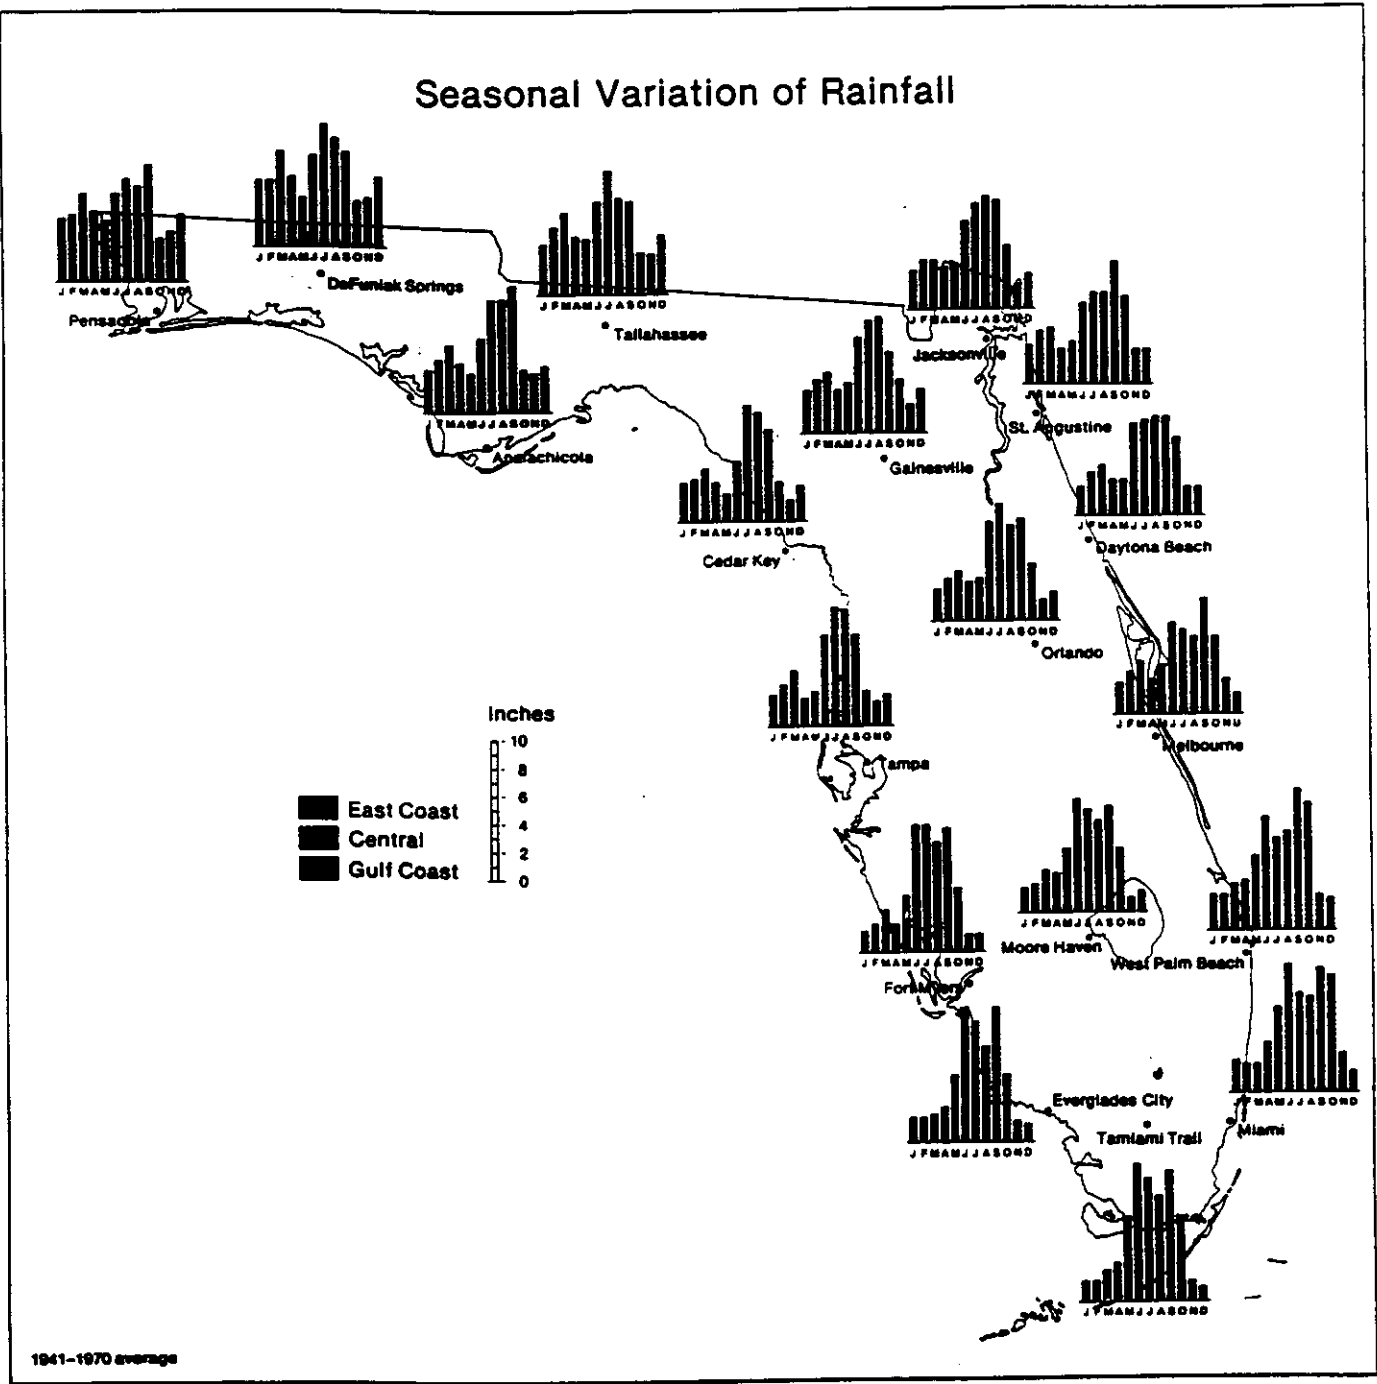 Seasonal Variation of Rainfall
J F M A M J J A S O N D
DeFuniak Springs
J F M A M J J A S O N D
Pensacola
J F M A M J J A S O N D
Tallahassee
J F M A M J J A S O N D
Jacksonville
J F M A M J J A S O N D
St. Augustine
J F M A M J J A S O N D
Apalachicola
J F M A M J J A S O N D
Gainesville
J F M A M J J A S O N D
Cedar Key
J F M A M J J A S O N D
Daytona Beach
J F M A M J J A S O N D
Orlando
J F M A M J J A S O N D
Melbourne
J F M A M J J A S O N D
Tampa
Inches
10
8
6
4
2
0
East Coast
Central
Gulf Coast
J F M A M J J A S O N D
Moore Haven
J F M A M J J A S O N D
West Palm Beach
J F M A M J J A S O N D
Fort Myers
J F M A M J J A S O N D
Everglades City
J F M A M J J A S O N D
Miami
Tamiami Trail
J F M A M J J A S O N D
1941-1970 average